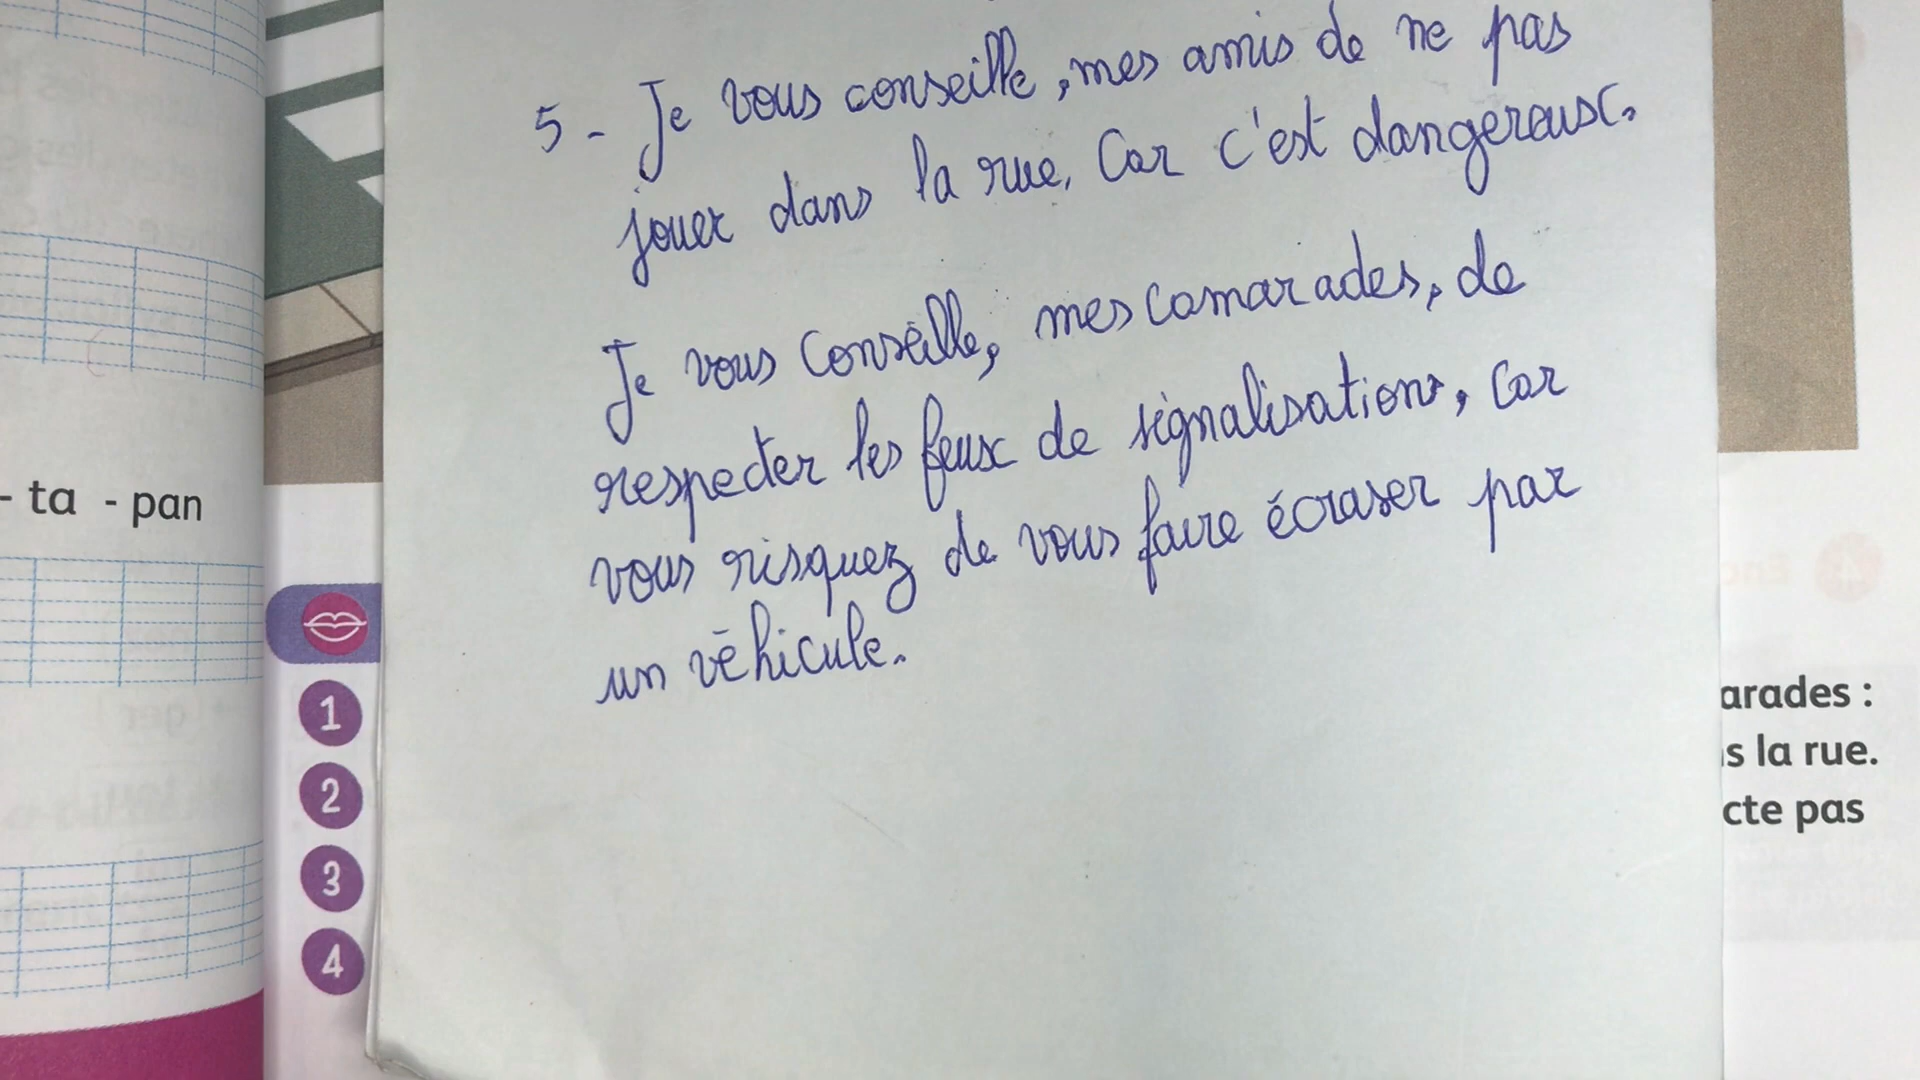 5 - Je vous conseille, mes amis de ne pas
jouer dans la rue. Car c'est dangereux.
Je vous conseille, mes camarades, de
respecter les feux de signalisations, Car
vous risquez de vous faire écraser par
un véhicule.
- ta - pan
1
2
3
4
arades :
s la rue.
cte pas